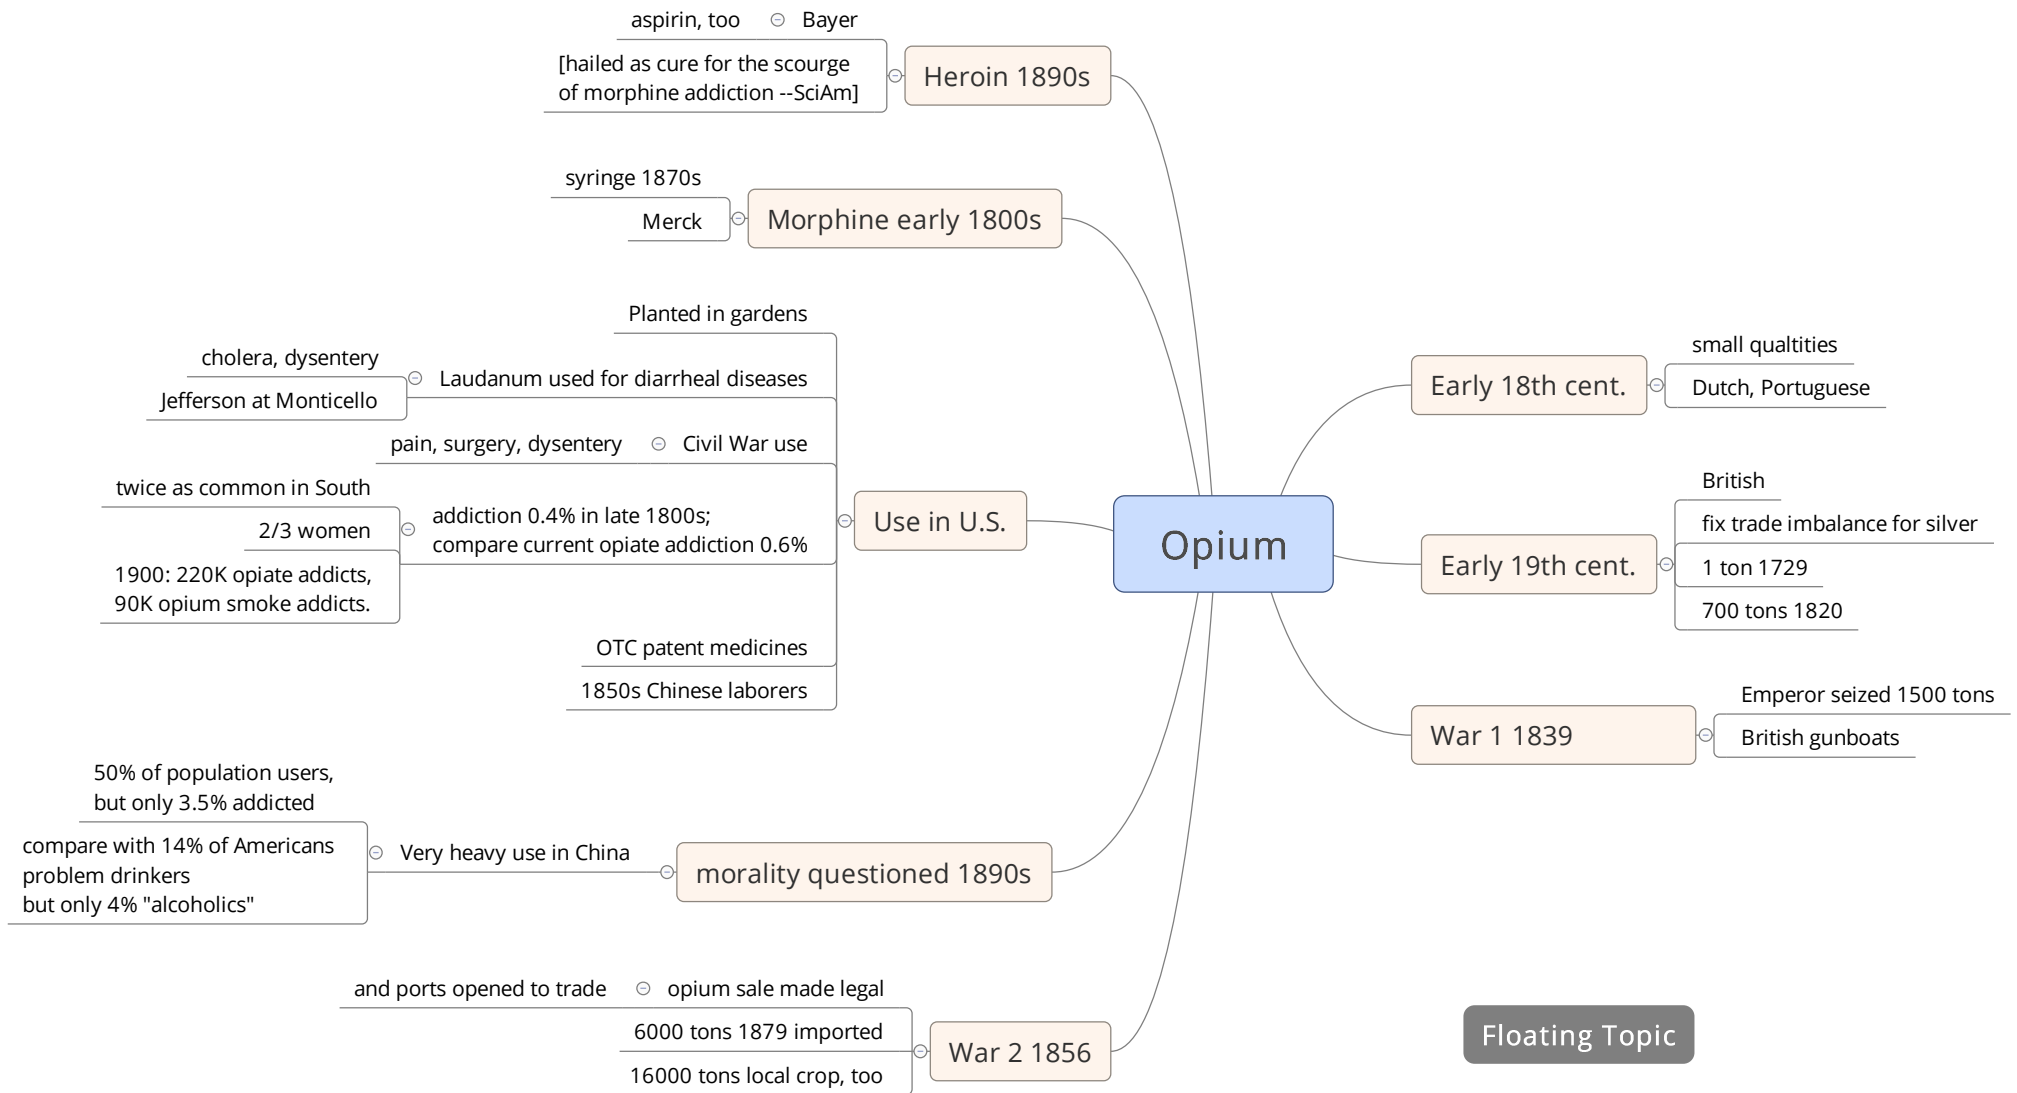 Opium
Early 18th cent.
small qualtities
Dutch, Portuguese
Early 19th cent.
British
fix trade imbalance for silver
1 ton 1729
700 tons 1820
War 1 1839
Emperor seized 1500 tons
British gunboats
War 2 1856
opium sale made legal
and ports opened to trade
6000 tons 1879 imported
16000 tons local crop, too
morality questioned 1890s
Very heavy use in China
50% of population users,
but only 3.5% addicted
compare with 14% of Americans
problem drinkers
but only 4% "alcoholics"
Use in U.S.
Planted in gardens
Laudanum used for diarrheal diseases
cholera, dysentery
Jefferson at Monticello
Civil War use
pain, surgery, dysentery
addiction 0.4% in late 1800s;
compare current opiate addiction 0.6%
twice as common in South
2/3 women
1900: 220K opiate addicts,
90K opium smoke addicts.
OTC patent medicines
1850s Chinese laborers
Morphine early 1800s
syringe 1870s
Merck
Heroin 1890s
Bayer
aspirin, too
[hailed as cure for the scourge
of morphine addiction --SciAm]
Floating Topic